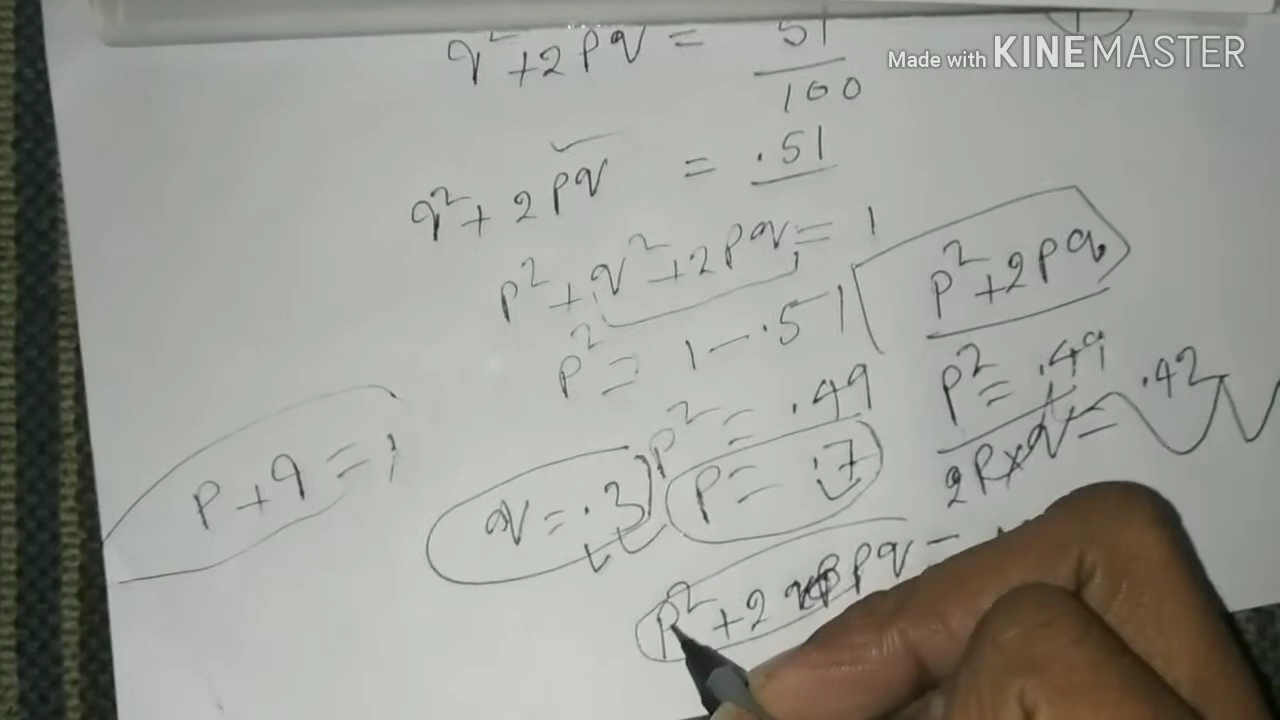 q² + 2pq = 51/100
Made with KINEMASTER
q² + 2pq = .51
p² + q² + 2pq = 1
p² = 1 - .51
p² + 2pq
p² = .49
p² = .49
2p×q = .42
p + q = 1
q = .3
p = .7
p² + 2pq =